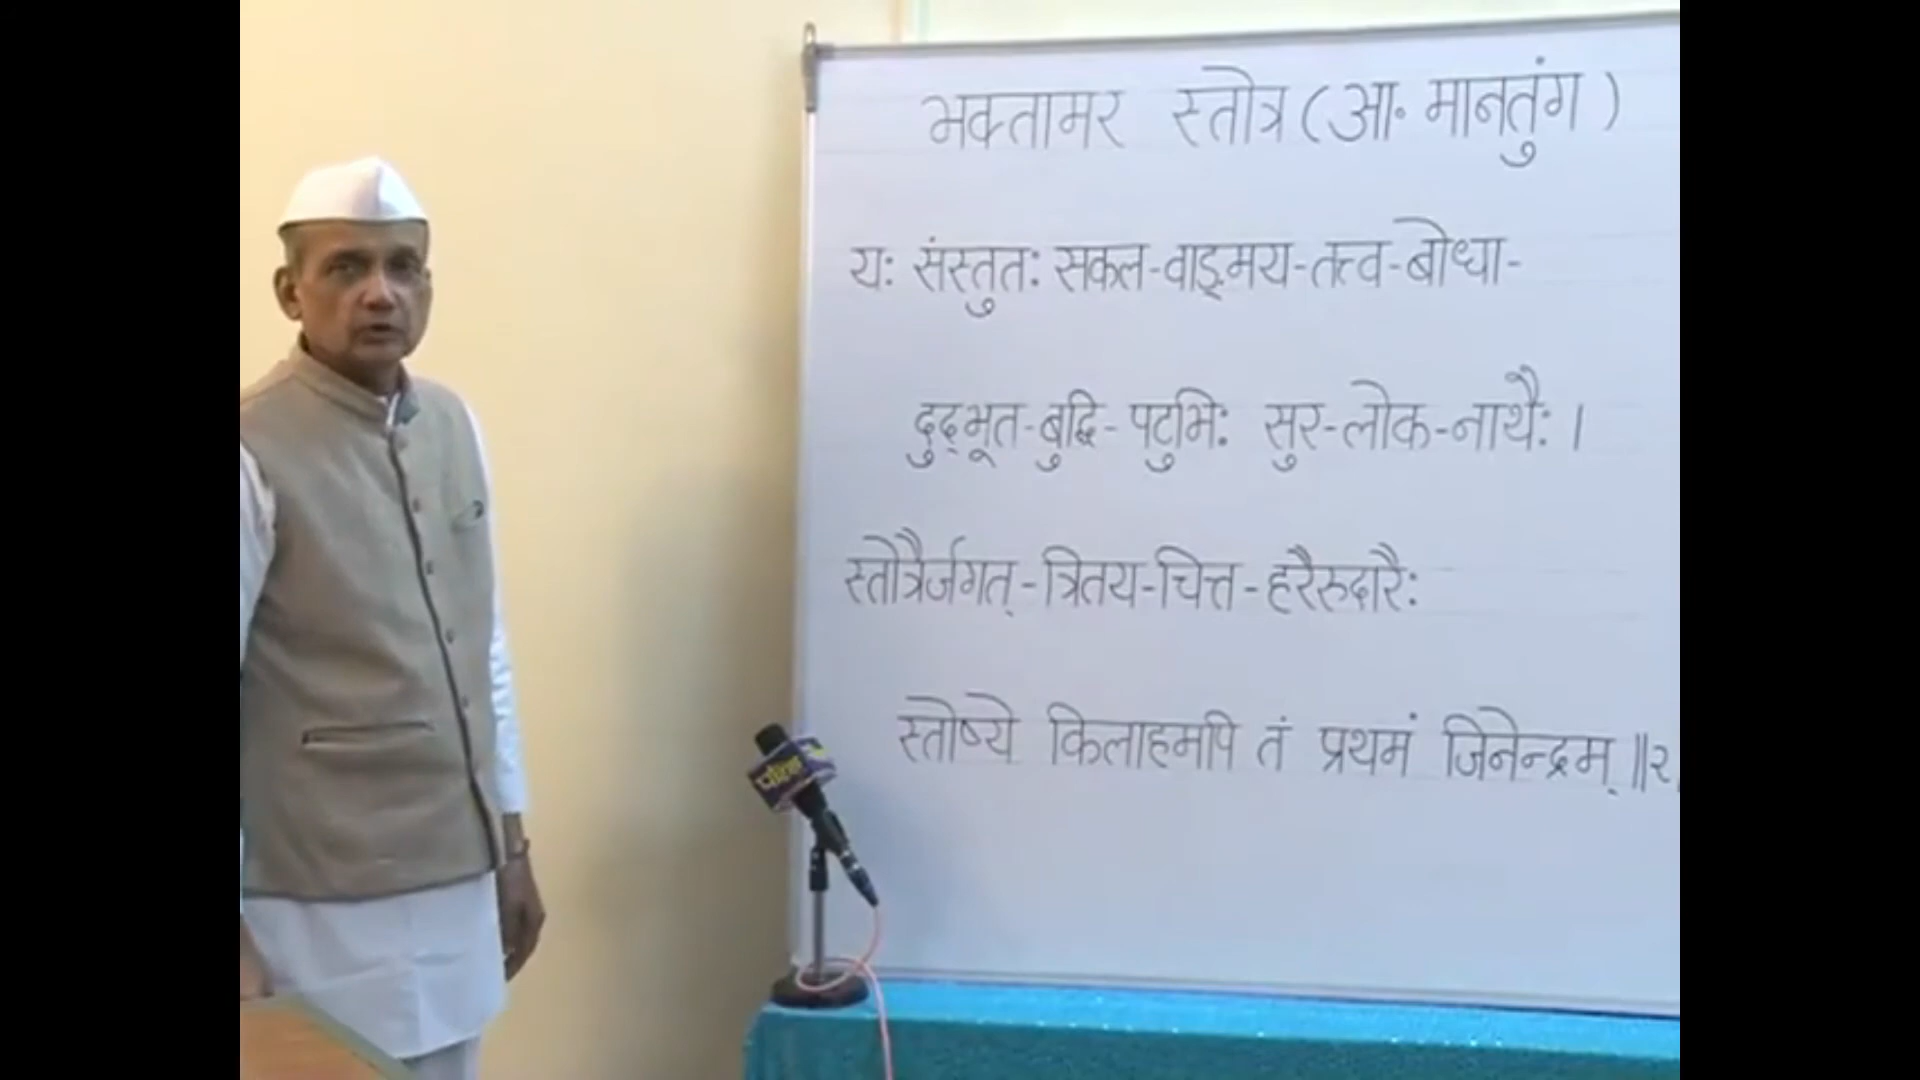 भक्तामर स्तोत्र (आ॰ मानतुंग)
यः संस्तुतः सकल-वाङ्मय-तत्त्व-बोधा-
दुद्भूत-बुद्धि-पटुभिः सुर-लोक-नाथैः ।
स्तोत्रैर्जगत्-त्रितय-चित्त-हरैरुदारैः
स्तोष्ये किलाहमपि तं प्रथमं जिनेन्द्रम् ॥२